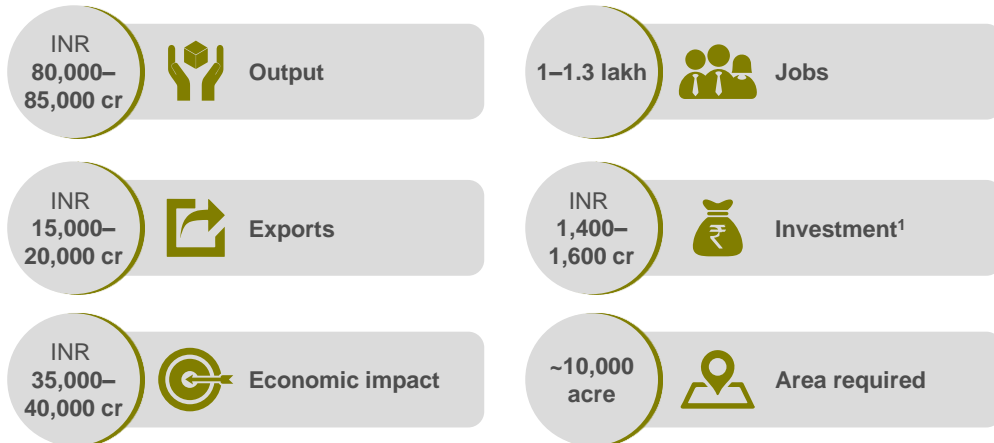 INR
80,000–
85,000 cr
Output
1–1.3 lakh
Jobs
INR
15,000–
20,000 cr
Exports
INR
1,400–
1,600 cr
₹
Investment¹
INR
35,000–
40,000 cr
Economic impact
~10,000
acre
Area required